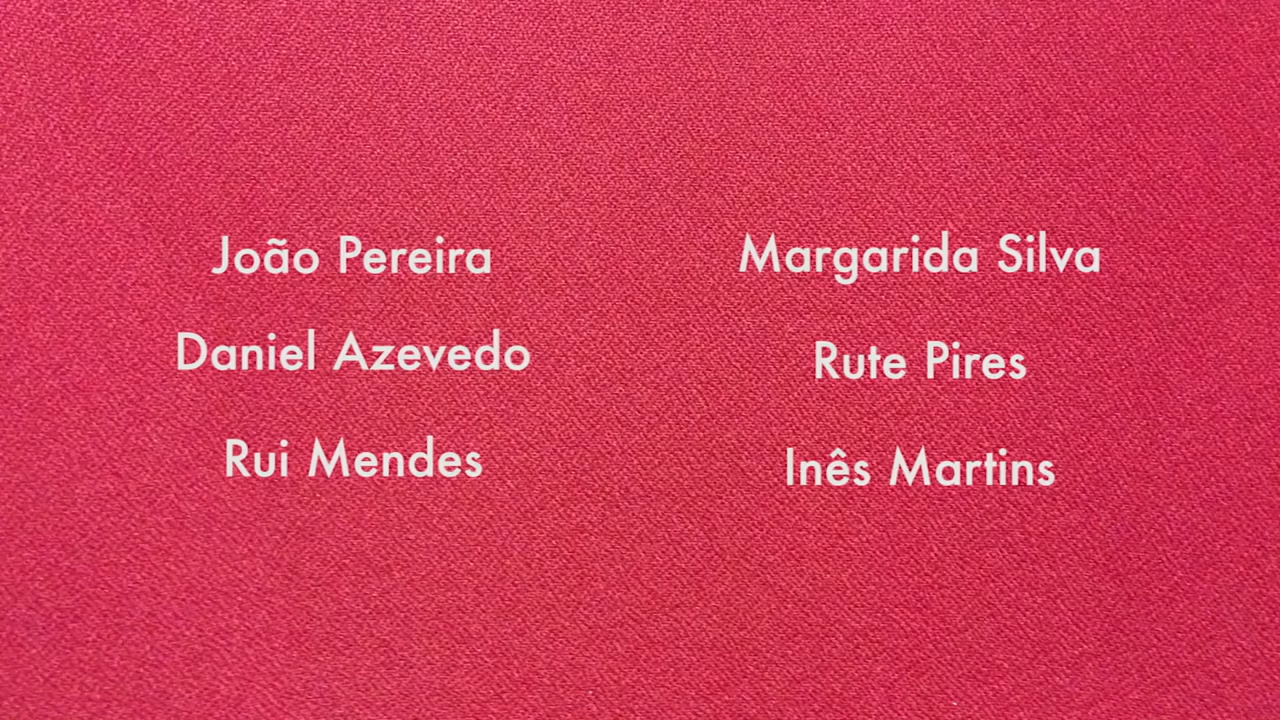 João Pereira
Daniel Azevedo
Rui Mendes
Margarida Silva
Rute Pires
Inês Martins